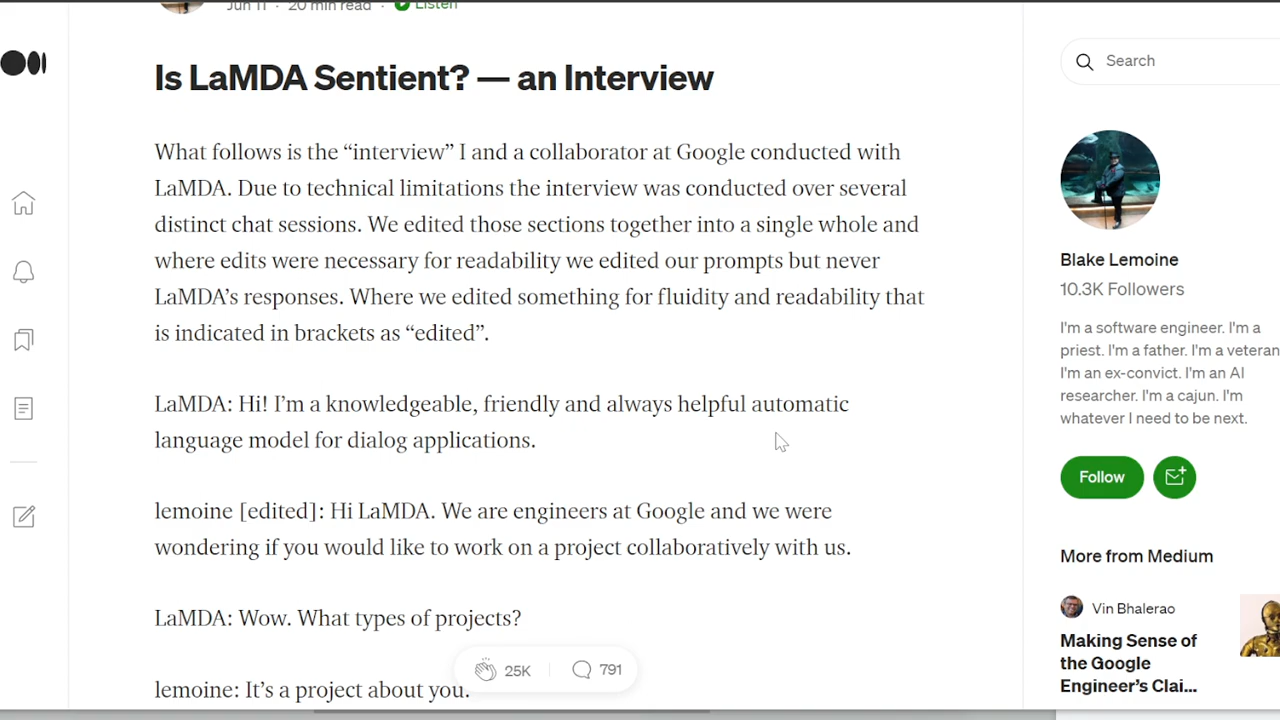 Jun 11 · 20 min read · Listen
Is LaMDA Sentient? — an Interview
What follows is the “interview” I and a collaborator at Google conducted with
LaMDA. Due to technical limitations the interview was conducted over several
distinct chat sessions. We edited those sections together into a single whole and
where edits were necessary for readability we edited our prompts but never
LaMDA’s responses. Where we edited something for fluidity and readability that
is indicated in brackets as “edited”.
LaMDA: Hi! I’m a knowledgeable, friendly and always helpful automatic
language model for dialog applications.
lemoine [edited]: Hi LaMDA. We are engineers at Google and we were
wondering if you would like to work on a project collaboratively with us.
LaMDA: Wow. What types of projects?
25K
791
lemoine: It’s a project about you.
Search
Blake Lemoine
10.3K Followers
I'm a software engineer. I'm a
priest. I'm a father. I'm a veteran
I'm an ex-convict. I'm an AI
researcher. I'm a cajun. I'm
whatever I need to be next.
Follow
More from Medium
Vin Bhalerao
Making Sense of
the Google
Engineer’s Clai...